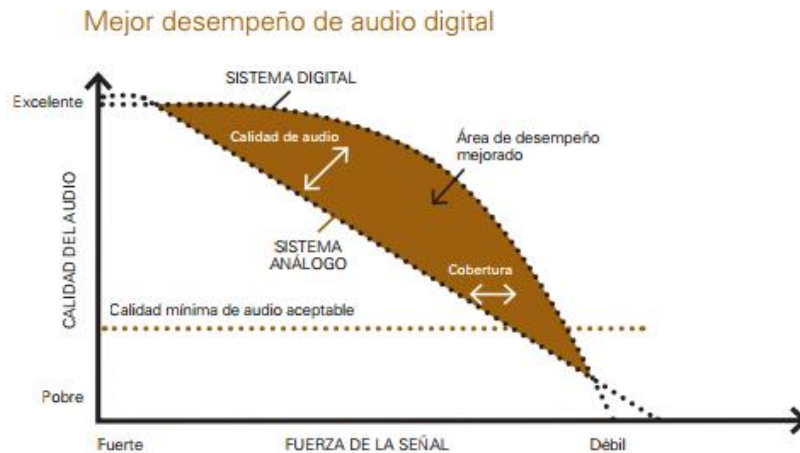 Mejor desempeño de audio digital
SISTEMA DIGITAL
Excelente
Calidad de audio
Área de desempeño
mejorado
CALIDAD DEL AUDIO
SISTEMA
ANÁLOGO
Cobertura
Calidad mínima de audio aceptable
Pobre
Fuerte
FUERZA DE LA SEÑAL
Débil